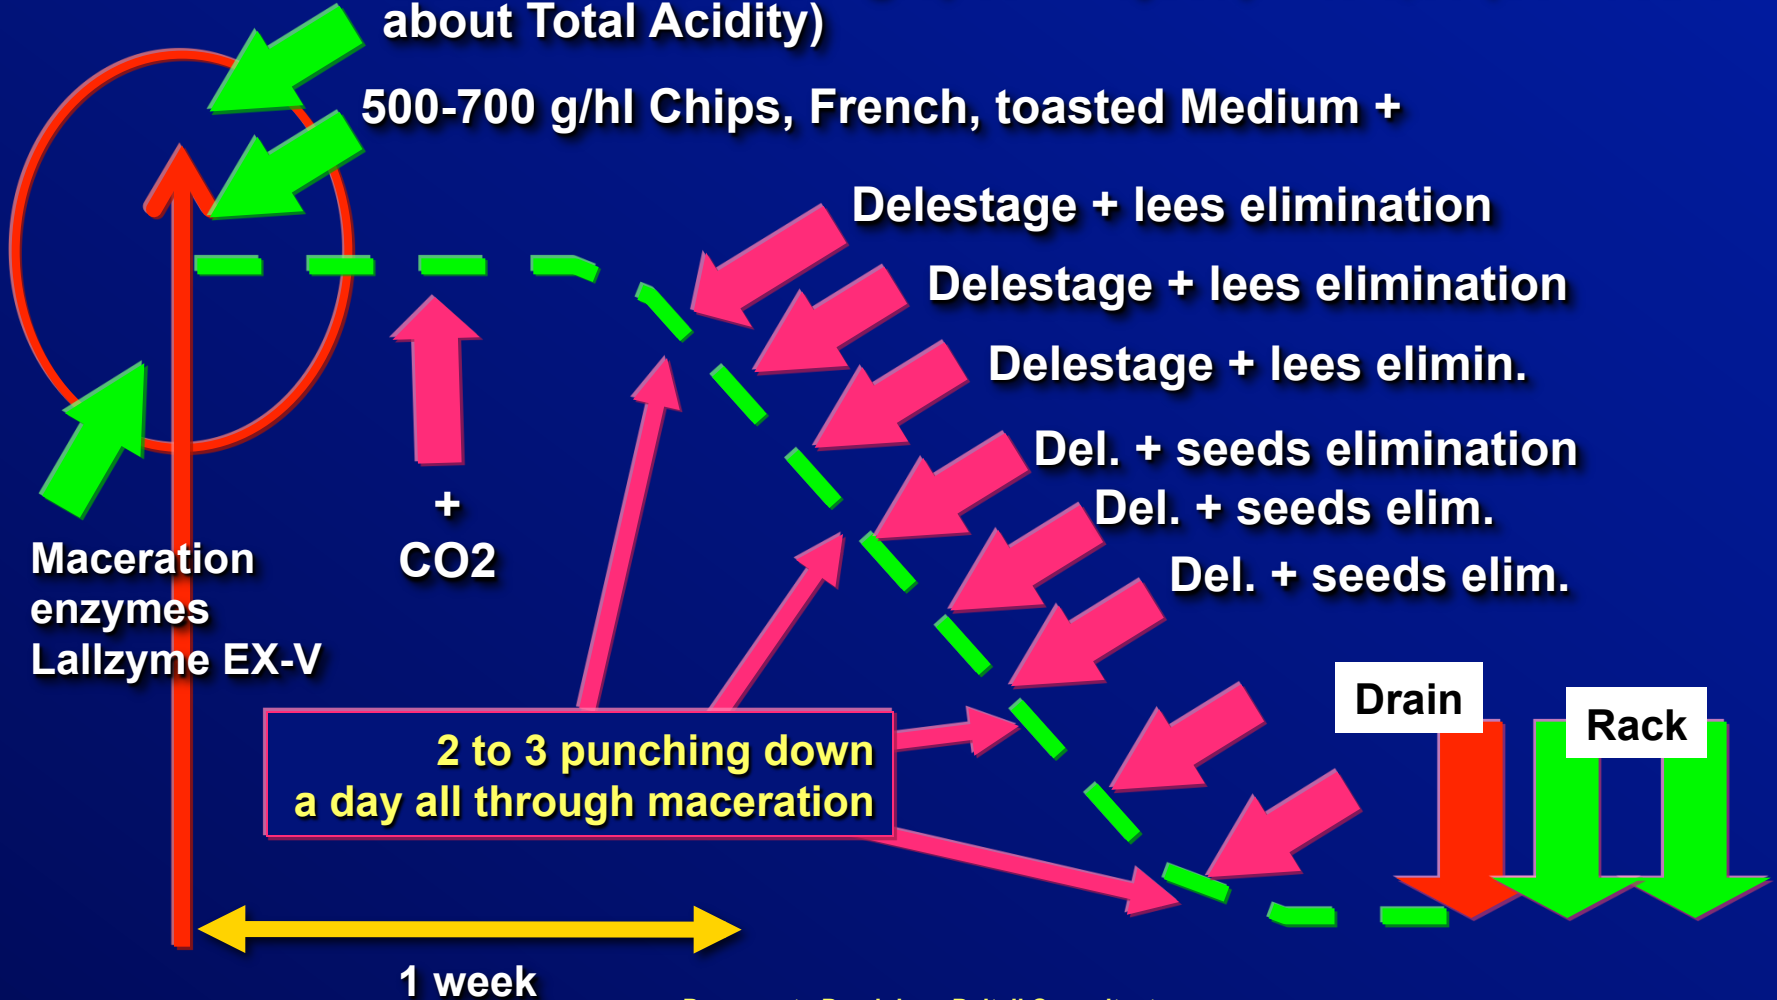 about Total Acidity)
500-700 g/hl Chips, French, toasted Medium +
Delestage + lees elimination
Delestage + lees elimination
Delestage + lees elimin.
Del. + seeds elimination
Del. + seeds elim.
Del. + seeds elim.
+
CO2
Maceration
enzymes
Lallzyme EX-V
Drain
Rack
2 to 3 punching down
a day all through maceration
1 week